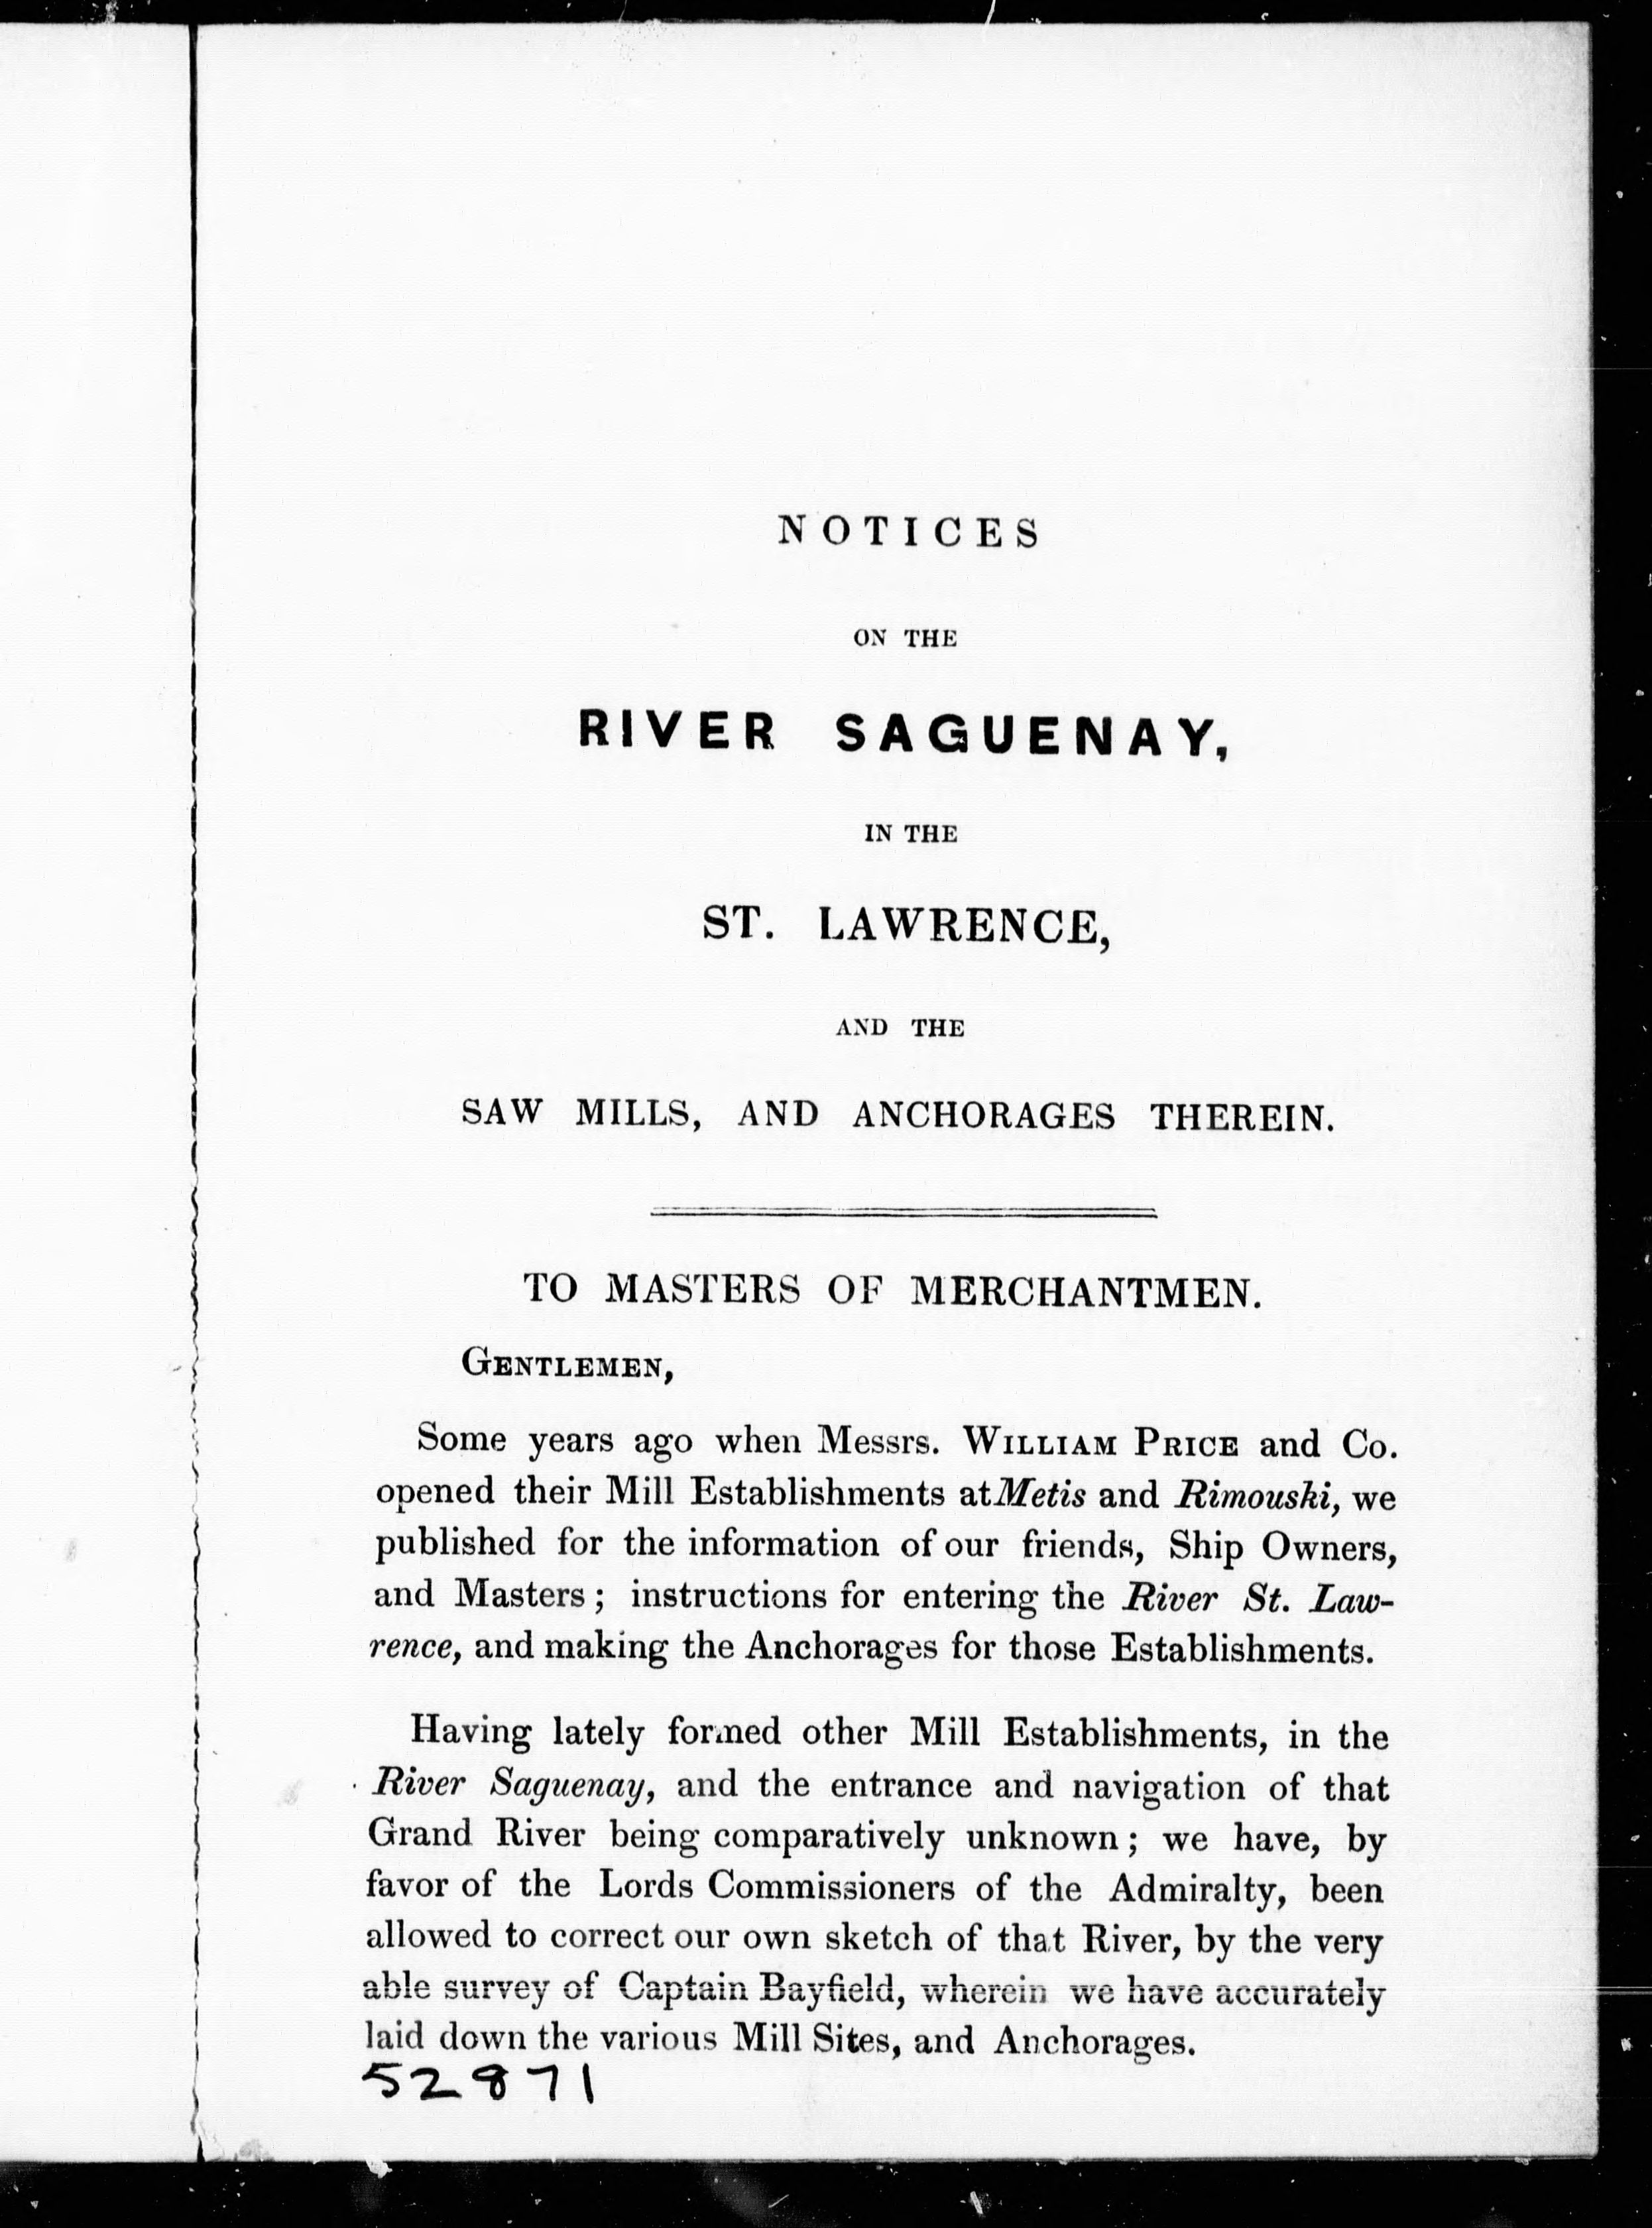 NOTICES
ON THE
RIVER SAGUENAY,
IN THE
ST. LAWRENCE,
AND THE
SAW MILLS, AND ANCHORAGES THEREIN.
TO MASTERS OF MERCHANTMEN.
GENTLEMEN,
Some years ago when Messrs. WILLIAM PRICE and Co.
opened their Mill Establishments at Metis and Rimouski, we
published for the information of our friends, Ship Owners,
and Masters; instructions for entering the River St. Law-
rence, and making the Anchorages for those Establishments.
Having lately formed other Mill Establishments, in the
River Saguenay, and the entrance and navigation of that
Grand River being comparatively unknown; we have, by
favor of the Lords Commissioners of the Admiralty, been
allowed to correct our own sketch of that River, by the very
able survey of Captain Bayfield, wherein we have accurately
laid down the various Mill Sites, and Anchorages.
52871